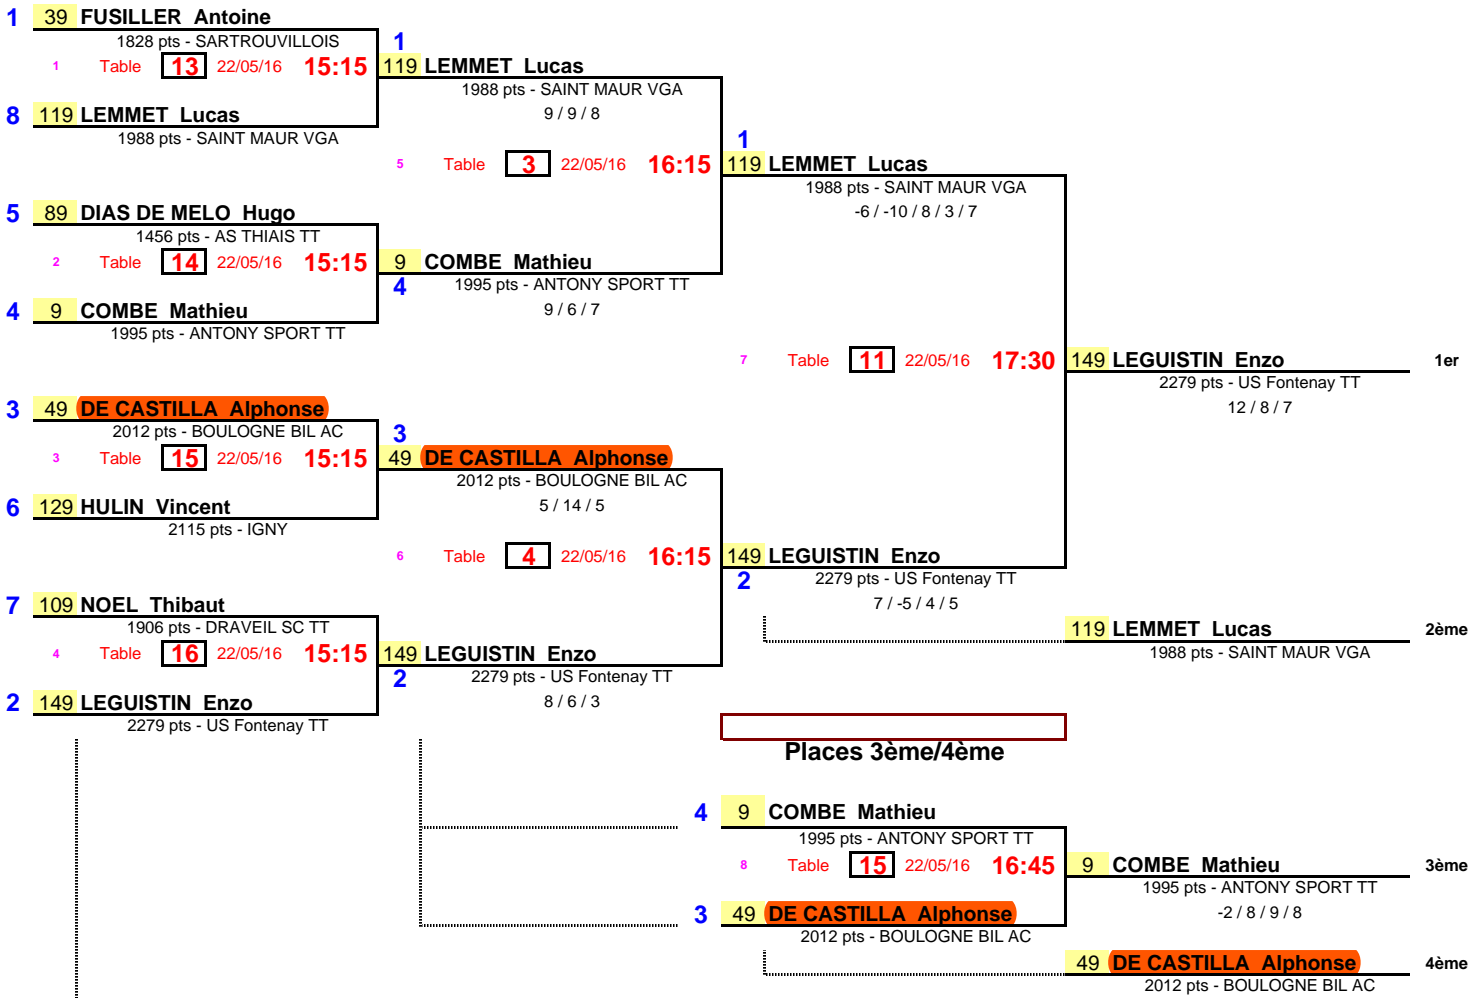 1 39 FUSILLER Antoine
1828 pts - SARTROUVILLOIS
1
1 Table 13 22/05/16 15:15 119 LEMMET Lucas
1988 pts - SAINT MAUR VGA
9 / 9 / 8
8 119 LEMMET Lucas
1988 pts - SAINT MAUR VGA
1
5 Table 3 22/05/16 16:15 119 LEMMET Lucas
1988 pts - SAINT MAUR VGA
-6 / -10 / 8 / 3 / 7
5 89 DIAS DE MELO Hugo
1456 pts - AS THIAIS TT
2 Table 14 22/05/16 15:15 9 COMBE Mathieu
4 1995 pts - ANTONY SPORT TT
9 / 6 / 7
4 9 COMBE Mathieu
1995 pts - ANTONY SPORT TT
7 Table 11 22/05/16 17:30 149 LEGUISTIN Enzo 1er
2279 pts - US Fontenay TT
12 / 8 / 7
3 49 DE CASTILLA Alphonse
2012 pts - BOULOGNE BIL AC
3
3 Table 15 22/05/16 15:15 49 DE CASTILLA Alphonse
2012 pts - BOULOGNE BIL AC
5 / 14 / 5
6 129 HULIN Vincent
2115 pts - IGNY
6 Table 4 22/05/16 16:15 149 LEGUISTIN Enzo
2 2279 pts - US Fontenay TT
7 / -5 / 4 / 5
7 109 NOEL Thibaut
1906 pts - DRAVEIL SC TT
119 LEMMET Lucas 2ème
1988 pts - SAINT MAUR VGA
4 Table 16 22/05/16 15:15 149 LEGUISTIN Enzo
2 2279 pts - US Fontenay TT
8 / 6 / 3
2 149 LEGUISTIN Enzo
2279 pts - US Fontenay TT
Places 3ème/4ème
4 9 COMBE Mathieu
1995 pts - ANTONY SPORT TT
8 Table 15 22/05/16 16:45 9 COMBE Mathieu 3ème
1995 pts - ANTONY SPORT TT
-2 / 8 / 9 / 8
3 49 DE CASTILLA Alphonse
2012 pts - BOULOGNE BIL AC
49 DE CASTILLA Alphonse 4ème
2012 pts - BOULOGNE BIL AC